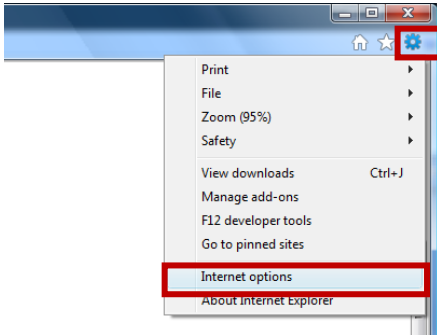 Print
File
Zoom (95%)
Safety
View downloads Ctrl+J
Manage add-ons
F12 developer tools
Go to pinned sites
Internet options
About Internet Explorer